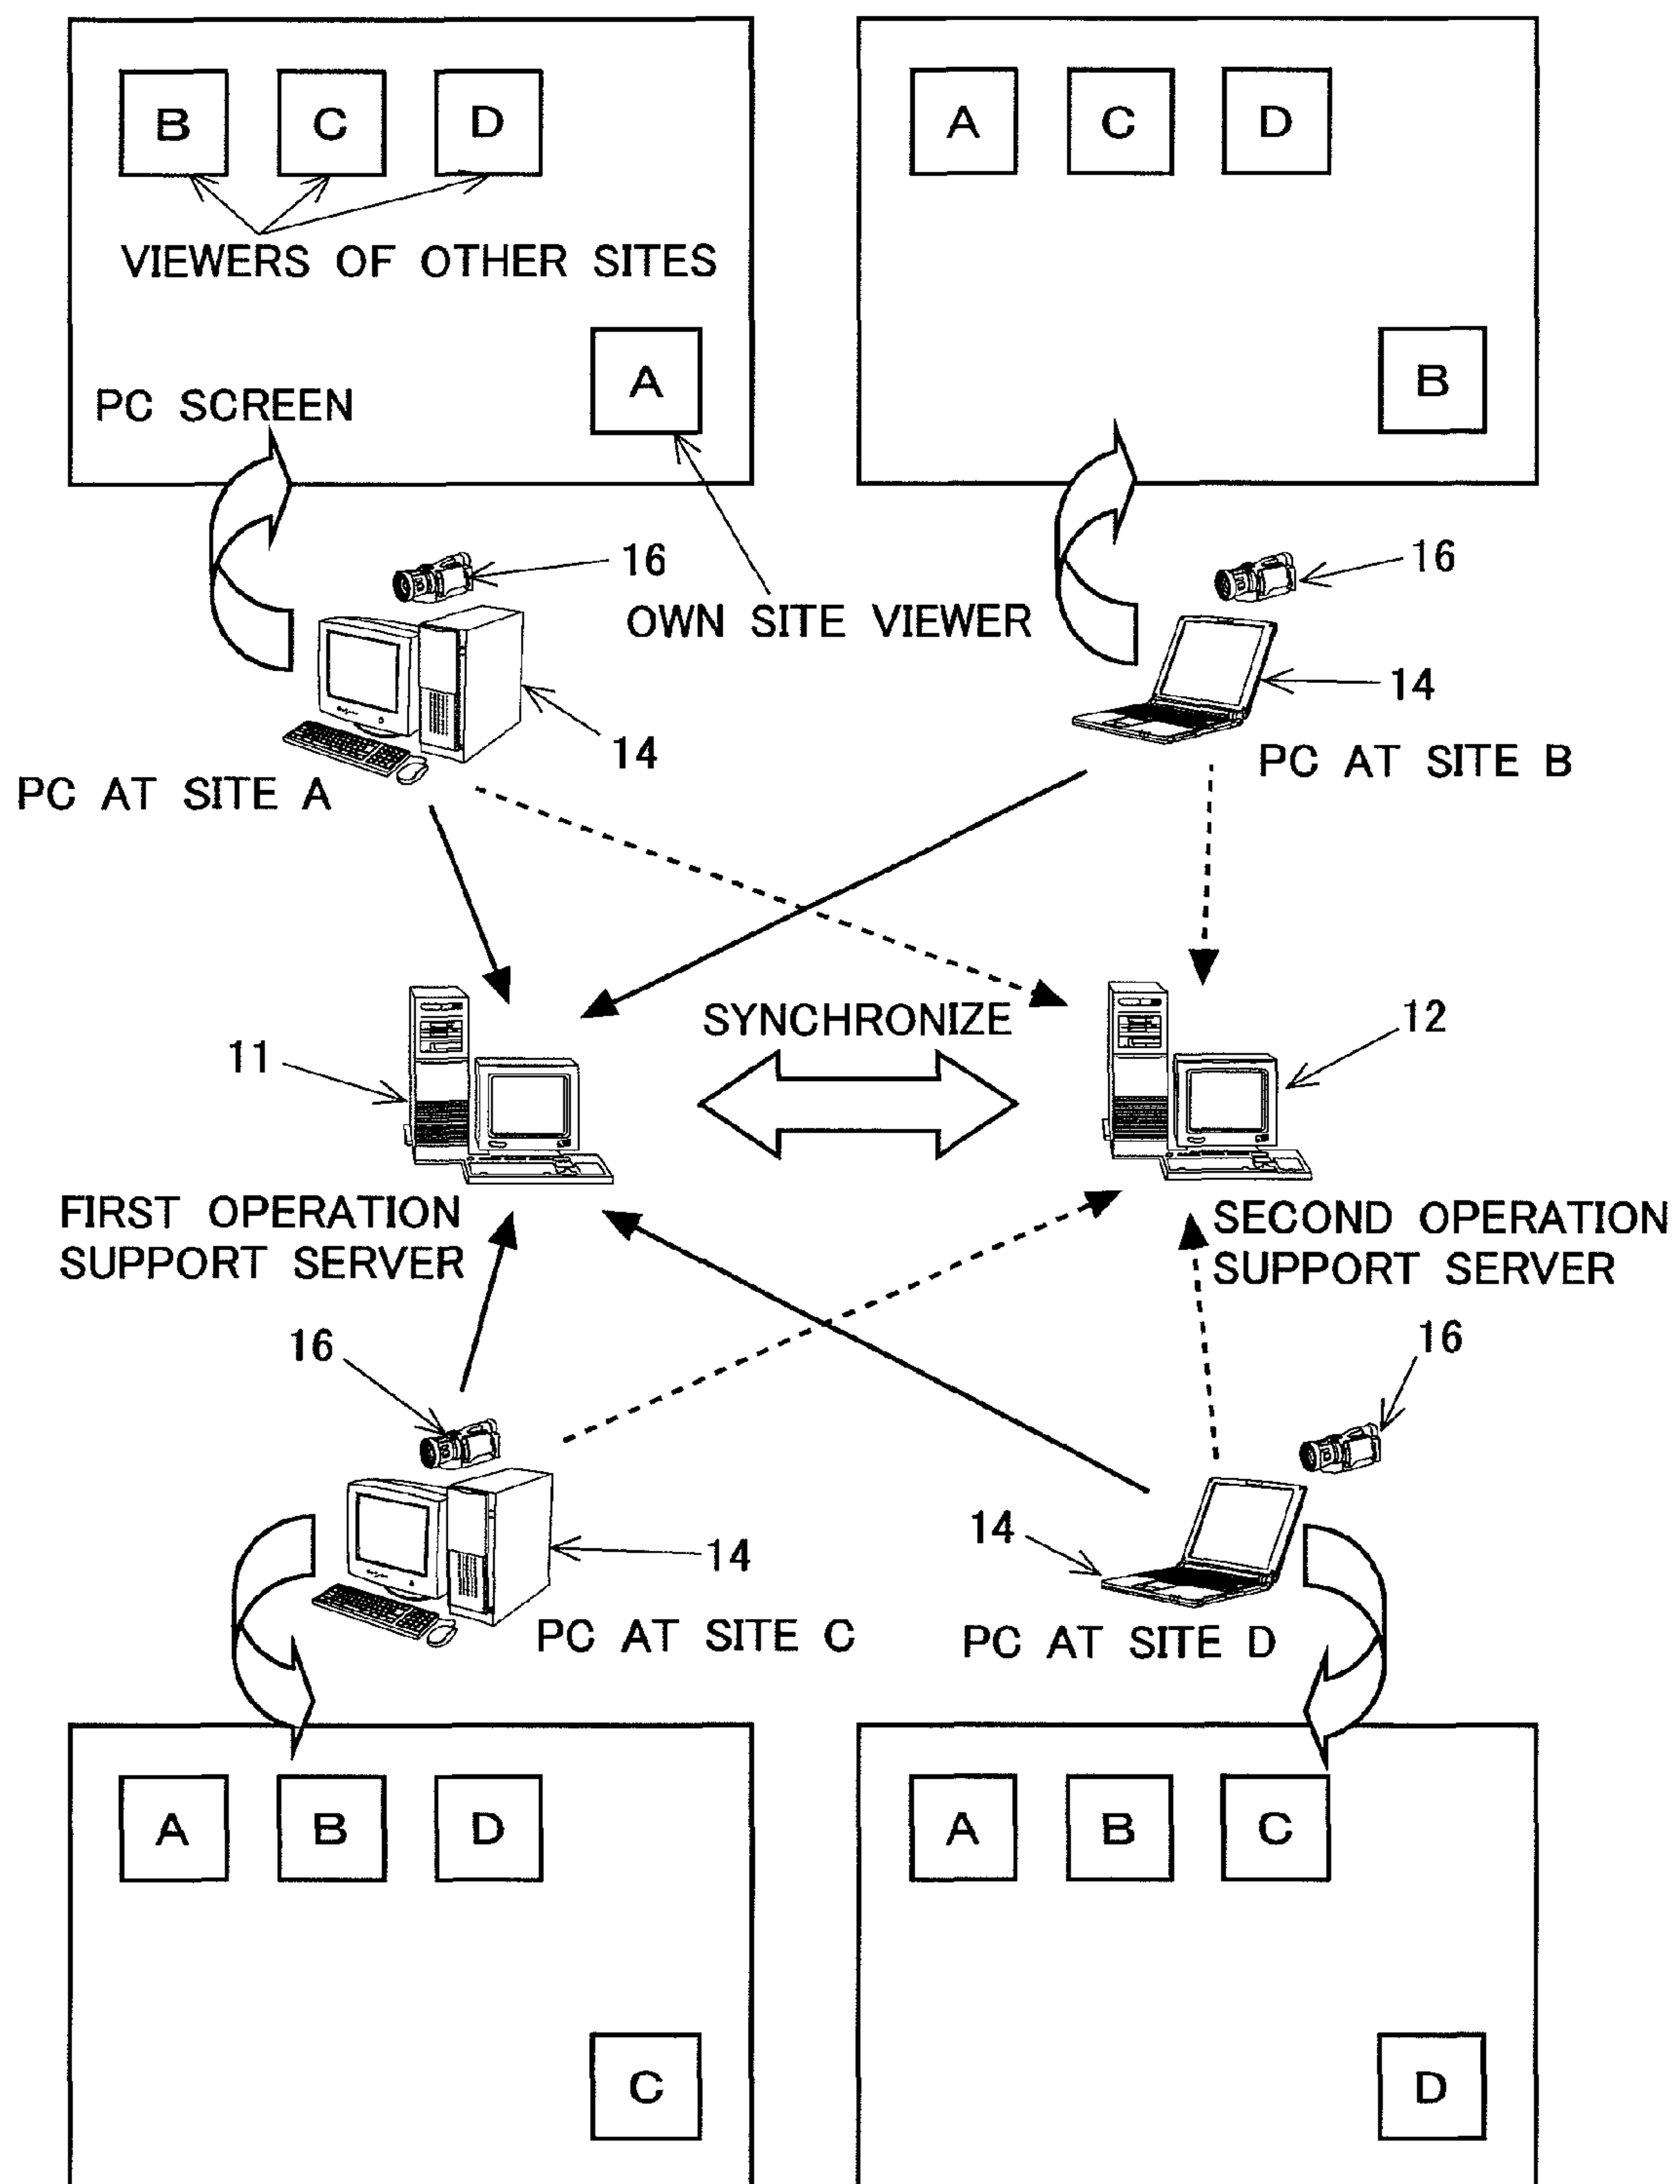 B C D
A C D
VIEWERS OF OTHER SITES
A
B
PC SCREEN
16
16
OWN SITE VIEWER
14
14
PC AT SITE A
PC AT SITE B
SYNCHRONIZE
12
11
FIRST OPERATION
SUPPORT SERVER
SECOND OPERATION
SUPPORT SERVER
16
16
14
14
PC AT SITE C
PC AT SITE D
A B D
A B C
C
D